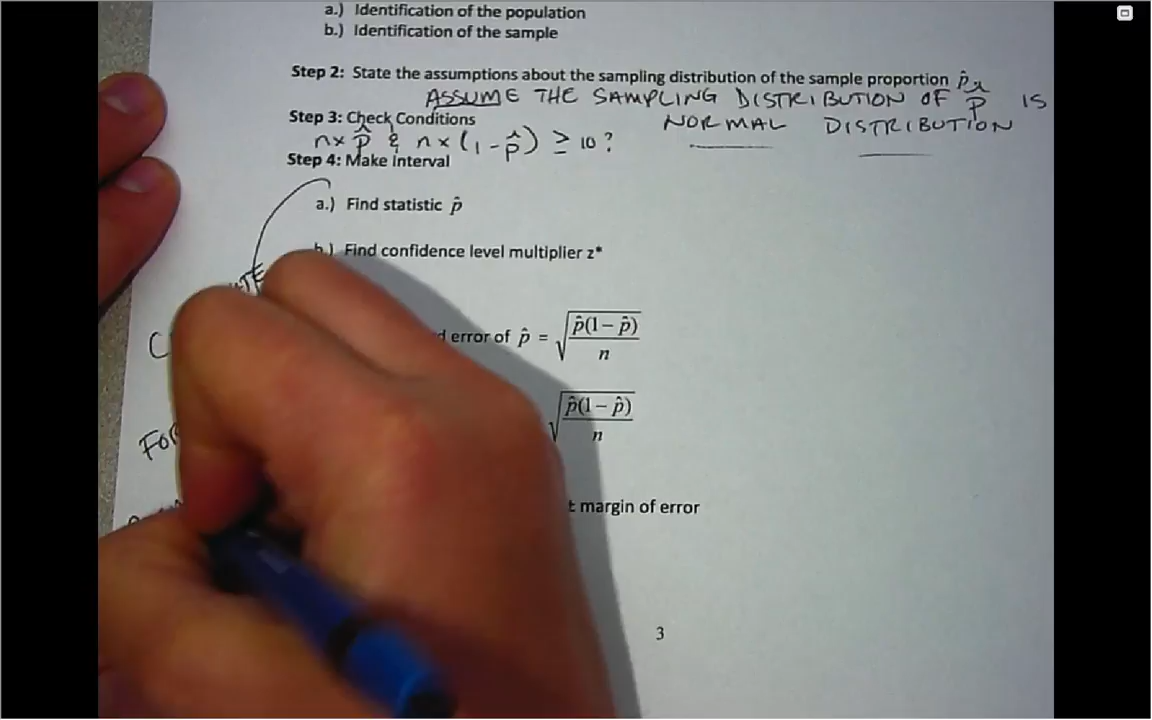 a.) Identification of the population
b.) Identification of the sample
Step 2: State the assumptions about the sampling distribution of the sample proportion p̂
ASSUME THE SAMPLING DISTRIBUTION OF p̂ IS
NORMAL DISTRIBUTION
Step 3: Check Conditions
n×p̂ & n×(1-p̂) ≥ 10?
Step 4: Make Interval
a.) Find statistic p̂
b.) Find confidence level multiplier z*
error of p̂ = √(p̂(1-p̂)/n)
√(p̂(1-p̂)/n)
± margin of error
3